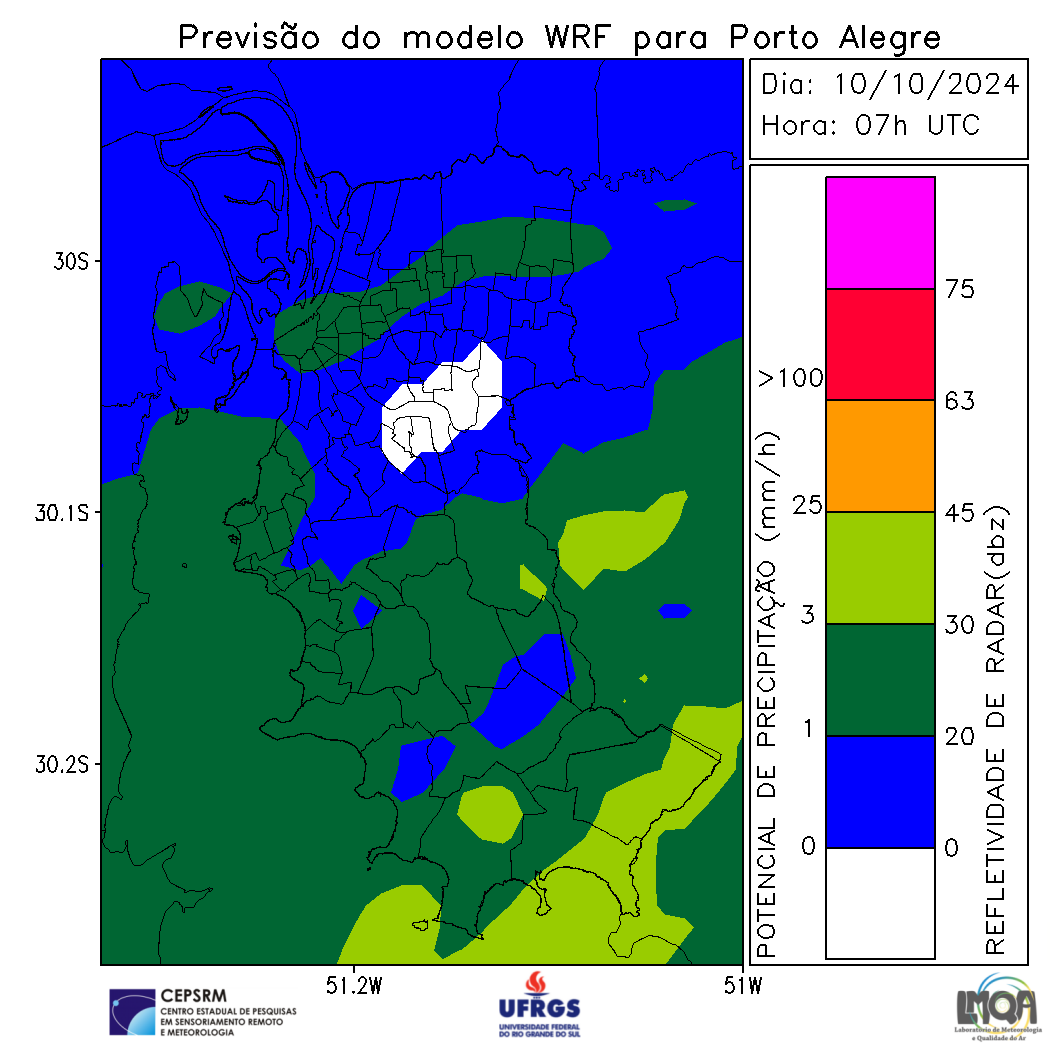 Previsão do modelo WRF para Porto Alegre
Dia: 10/10/2024
Hora: 07h UTC
30S
30.1S
30.2S
51.2W
51W
POTENCIAL DE PRECIPITAÇÃO (mm/h)
>100
25
3
1
0
75
63
45
30
20
0
REFLETIVIDADE DE RADAR(dbz)
CEPSRM
CENTRO ESTADUAL DE PESQUISAS
EM SENSORIAMENTO REMOTO
E METEOROLOGIA
UFRGS
UNIVERSIDADE FEDERAL
DO RIO GRANDE DO SUL
LMQA
Laboratório de Meteorologia
e Qualidade do Ar